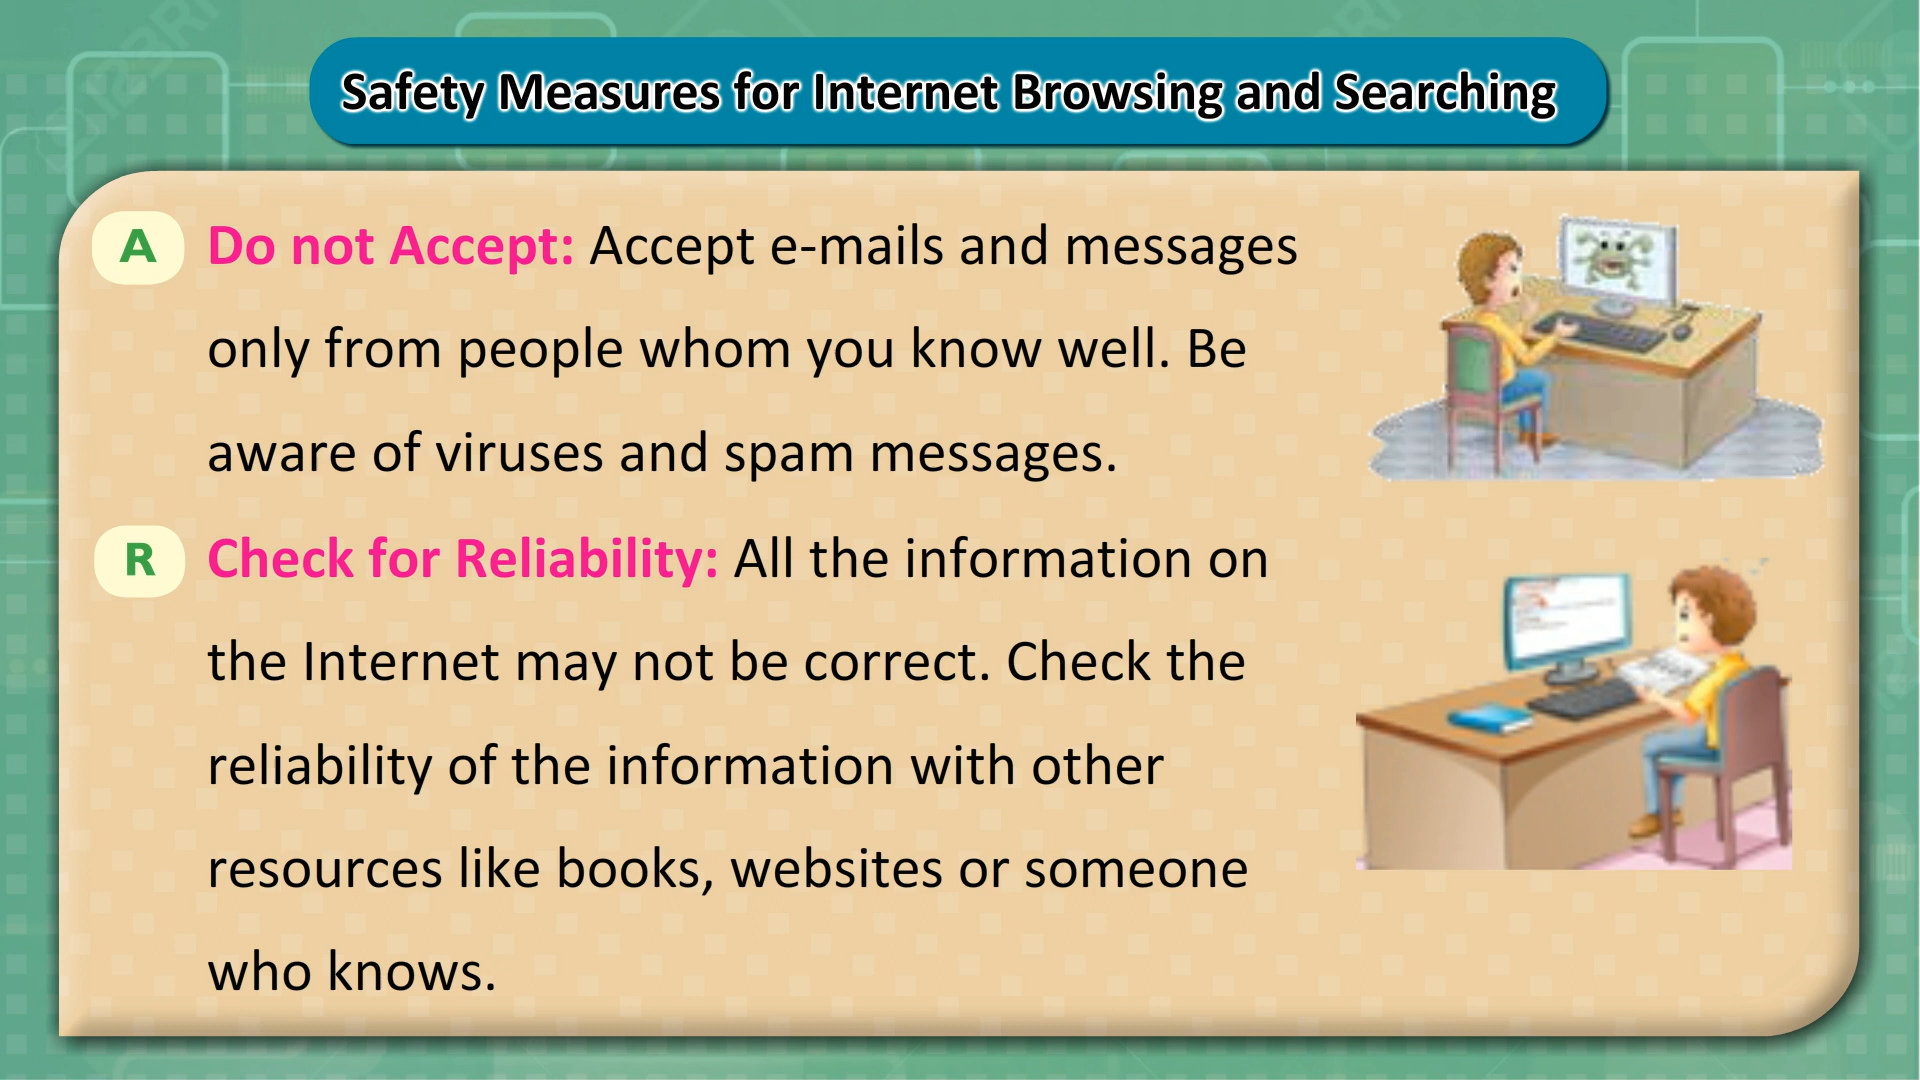 Safety Measures for Internet Browsing and Searching
A Do not Accept: Accept e-mails and messages
only from people whom you know well. Be
aware of viruses and spam messages.
R Check for Reliability: All the information on
the Internet may not be correct. Check the
reliability of the information with other
resources like books, websites or someone
who knows.